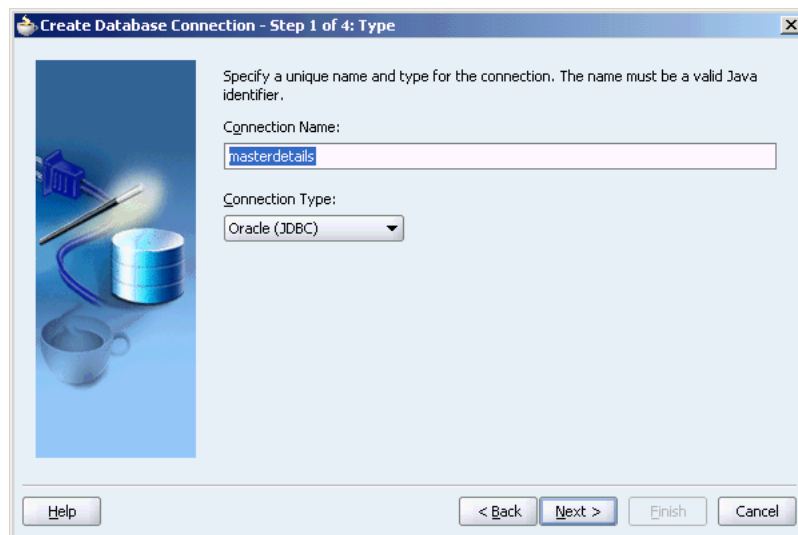 Create Database Connection - Step 1 of 4: Type
Specify a unique name and type for the connection. The name must be a valid Java
identifier.
Connection Name:
masterdetails
Connection Type:
Oracle (JDBC)
Help
< Back
Next >
Finish
Cancel